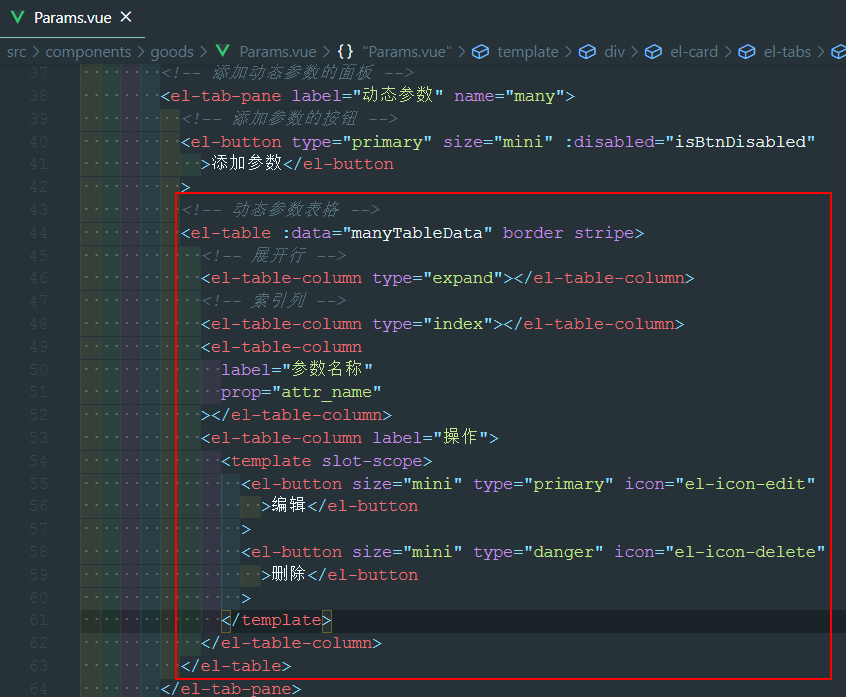 Params.vue ×
src > components > goods > Params.vue > {} "Params.vue" > template > div > el-card > el-tabs >
37 <!-- 添加动态参数的面板 -->
38 <el-tab-pane label="动态参数" name="many">
39 <!-- 添加参数的按钮 -->
40 <el-button type="primary" size="mini" :disabled="isBtnDisabled"
41 >添加参数</el-button
42 >
43 <!-- 动态参数表格 -->
44 <el-table :data="manyTableData" border stripe>
45 <!-- 展开行 -->
46 <el-table-column type="expand"></el-table-column>
47 <!-- 索引列 -->
48 <el-table-column type="index"></el-table-column>
49 <el-table-column
50 label="参数名称"
51 prop="attr_name"
52 ></el-table-column>
53 <el-table-column label="操作">
54 <template slot-scope>
55 <el-button size="mini" type="primary" icon="el-icon-edit"
56 >编辑</el-button
57 >
58 <el-button size="mini" type="danger" icon="el-icon-delete"
59 >删除</el-button
60 >
61 </template>
62 </el-table-column>
63 </el-table>
64 </el-tab-pane>